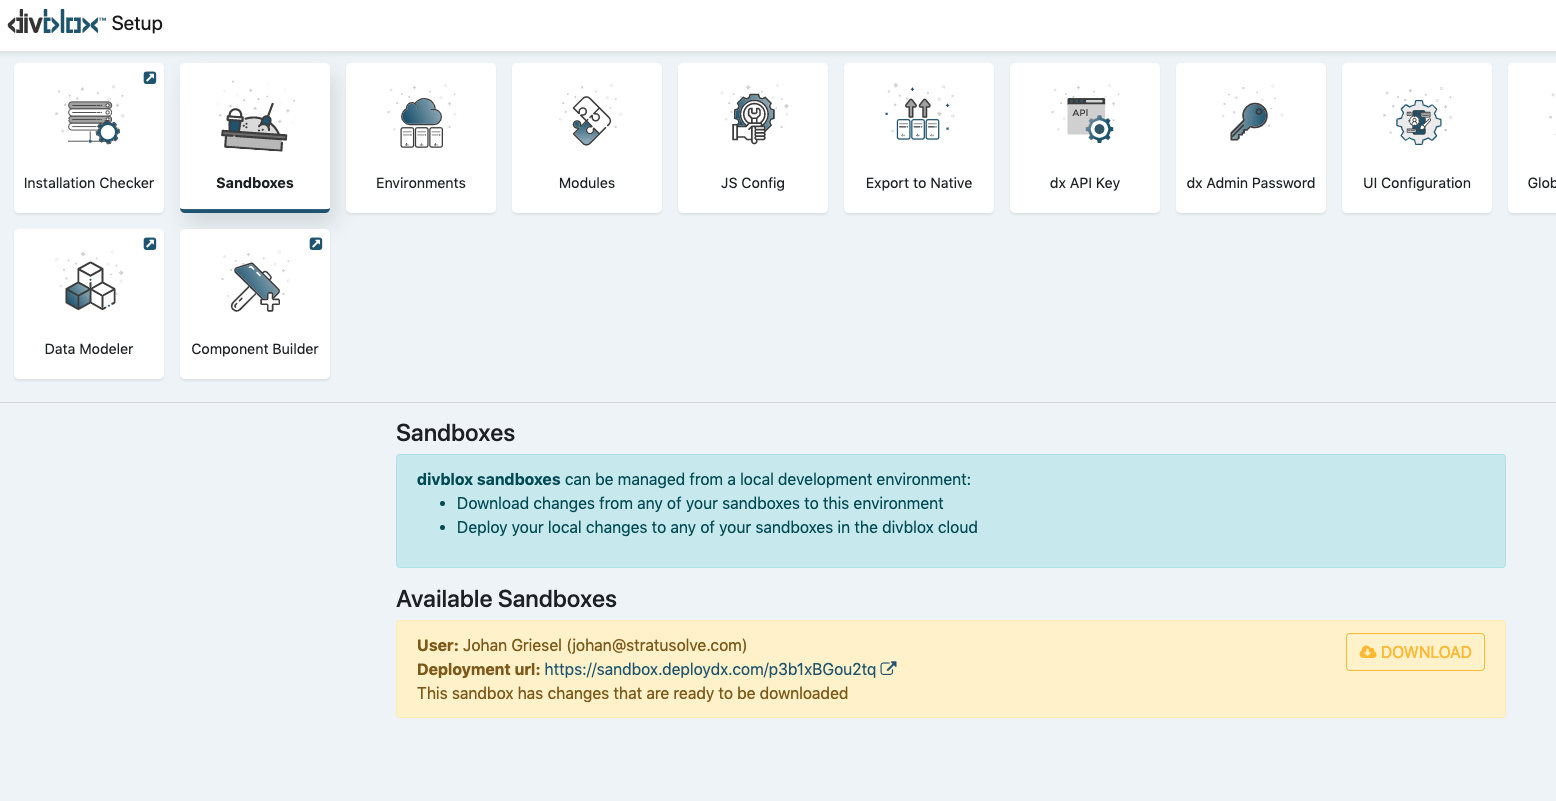 divblox™ Setup
Installation Checker
Sandboxes
Environments
Modules
JS Config
API
Export to Native
dx API Key
dx Admin Password
UI Configuration
Glob
Data Modeler
Component Builder
Sandboxes
divblox sandboxes can be managed from a local development environment:
• Download changes from any of your sandboxes to this environment
• Deploy your local changes to any of your sandboxes in the divblox cloud
Available Sandboxes
User: Johan Griesel (johan@stratusolve.com)
DOWNLOAD
Deployment url: https://sandbox.deploydx.com/p3b1xBGou2tq
This sandbox has changes that are ready to be downloaded